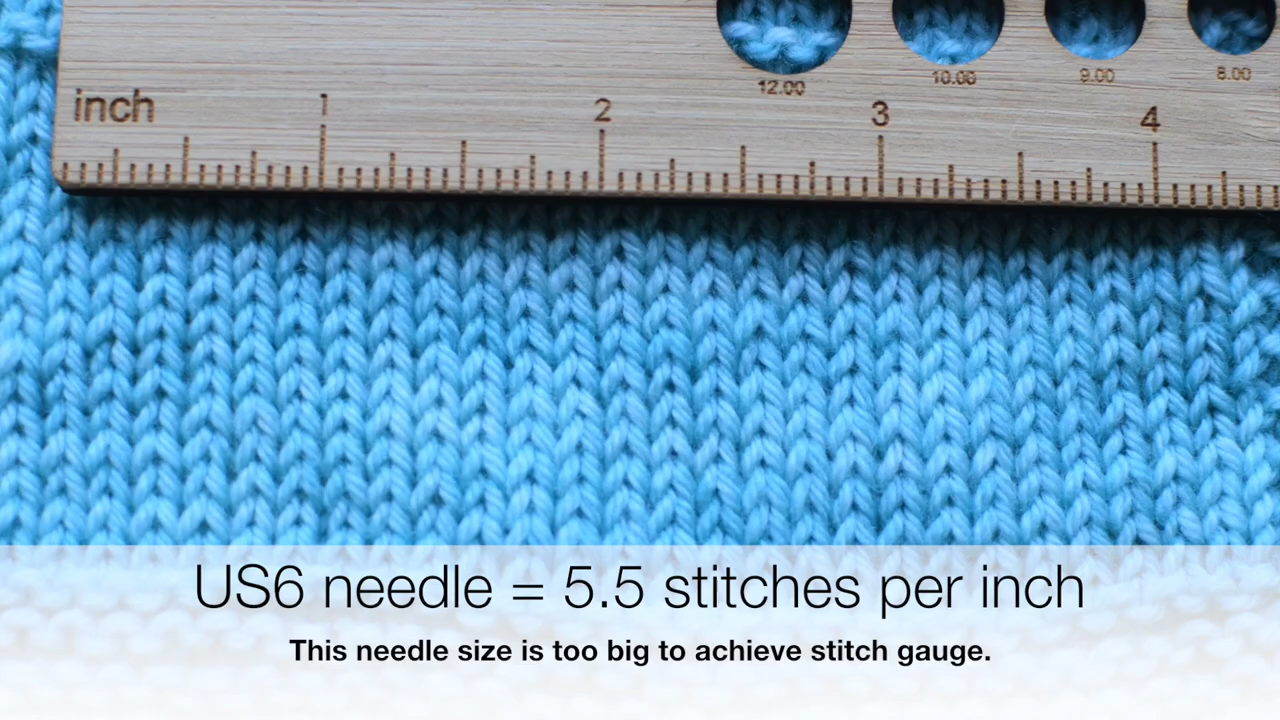 12.00 10.00 9.00 8.00
inch 1 2 3 4
US6 needle = 5.5 stitches per inch
This needle size is too big to achieve stitch gauge.